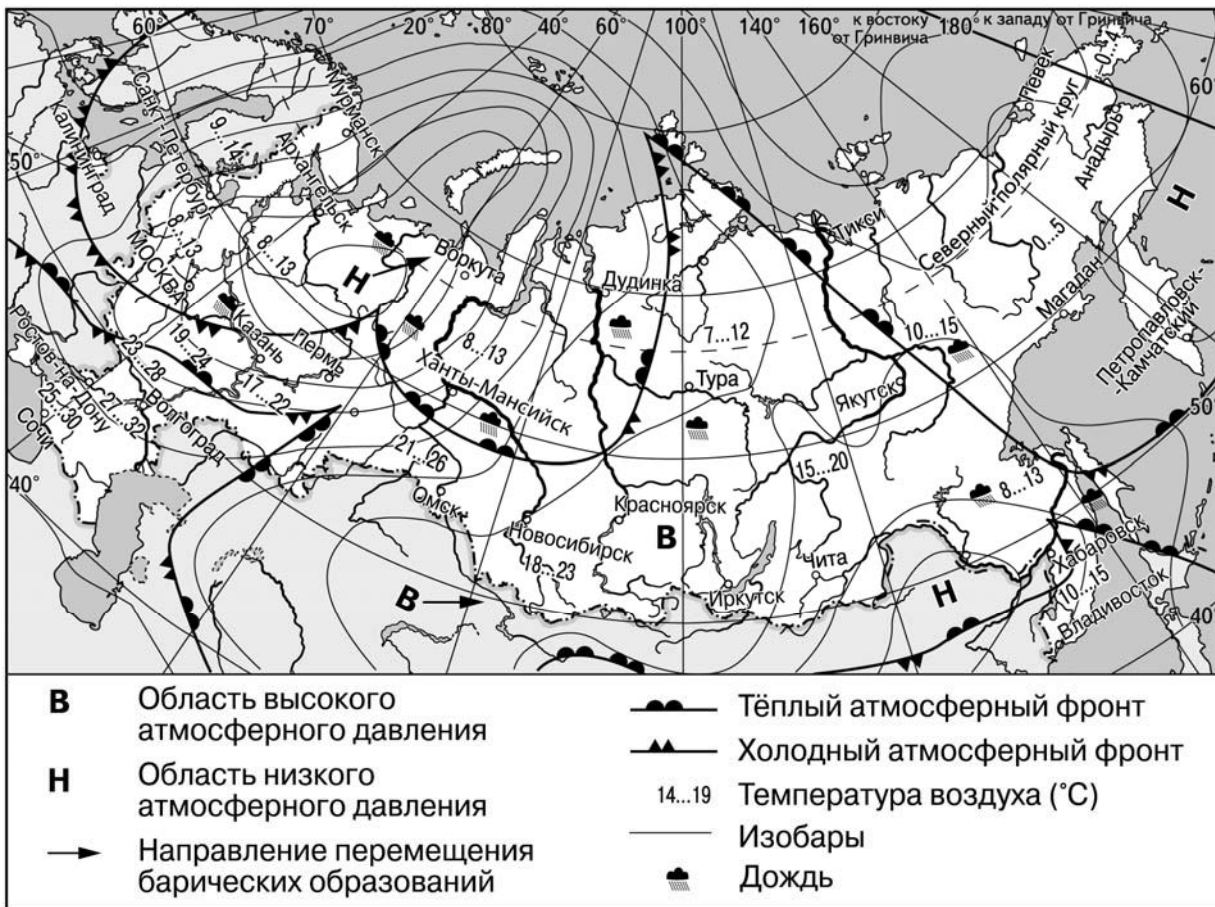 60°
70°
20°
80°
40°
60°
100°
120°
140°
160°
к востоку
от Гринвича
180°
к западу от Гринвича
60°
50°
40°
50°
40°
Мурманск
Санкт-Петербург
Калининград
Архангельск
МОСКВА
Казань
Пермь
Воркута
Дудинка
Тикси
Певек
Анадырь
Северный полярный круг
Магадан
Петропавловск-
-Камчатский
Тура
Якутск
Ханты-Мансийск
Ростов-на-Дону
Волгоград
Сочи
Омск
Новосибирск
Красноярск
Иркутск
Чита
Хабаровск
Владивосток
9...14
8...13
8...13
19...24
17...22
23...28
27...32
25...30
8...13
21...26
18...23
7...12
10...15
15...20
8...13
10...15
0...5
0...4
Н
Н
Н
В
В
В Область высокого
атмосферного давления
Н Область низкого
атмосферного давления
Направление перемещения
барических образований
Тёплый атмосферный фронт
Холодный атмосферный фронт
14...19 Температура воздуха (°С)
Изобары
Дождь